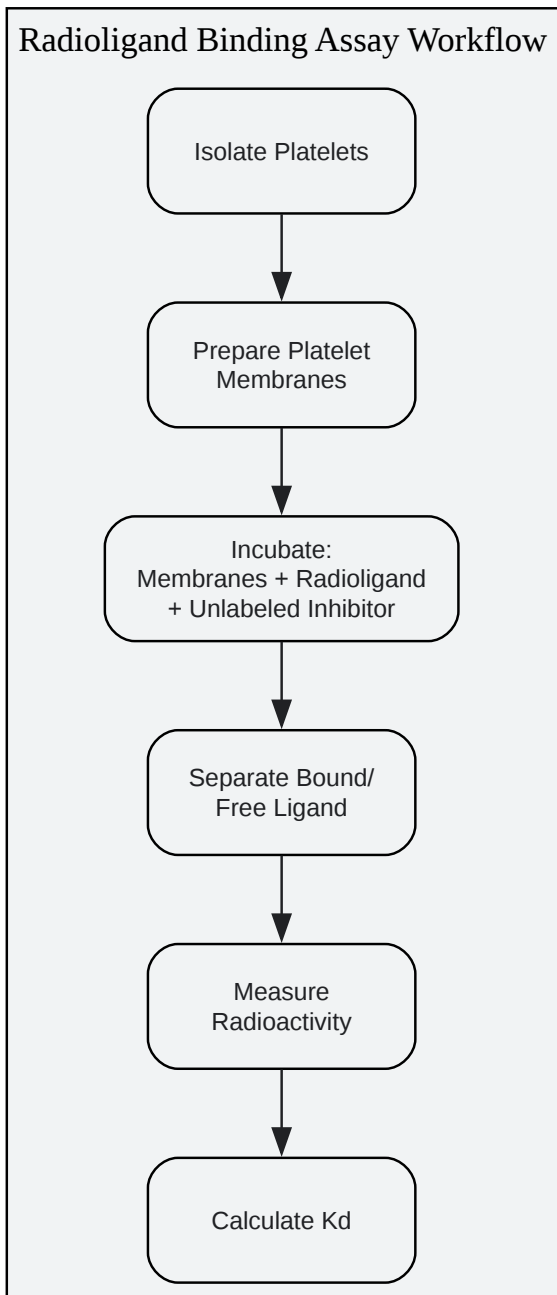 Radioligand Binding Assay Workflow
Isolate Platelets
Prepare Platelet
Membranes
Incubate:
Membranes + Radioligand
+ Unlabeled Inhibitor
Separate Bound/
Free Ligand
Measure
Radioactivity
Calculate Kd